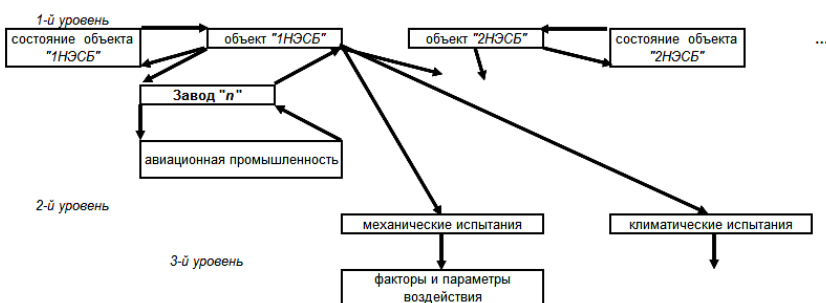 1-й уровень
состояние объекта
"1НЭСБ"
объект "1НЭСБ"
объект "2НЭСБ"
состояние объекта
"2НЭСБ"
...
Завод "n"
авиационная промышленность
2-й уровень
механические испытания
климатические испытания
3-й уровень
факторы и параметры
воздействия